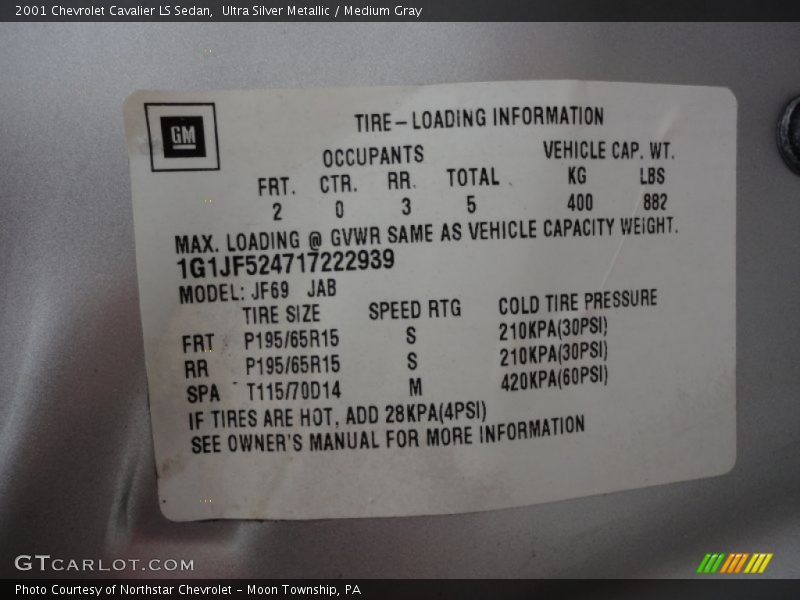 2001 Chevrolet Cavalier LS Sedan,  Ultra Silver Metallic / Medium Gray
GM
TIRE-LOADING INFORMATION
OCCUPANTS VEHICLE CAP. WT.
FRT. CTR. RR. TOTAL KG LBS
2 0 3 5 400 882
MAX. LOADING @ GVWR SAME AS VEHICLE CAPACITY WEIGHT.
1G1JF524717222939
MODEL: JF69 JAB
TIRE SIZE SPEED RTG COLD TIRE PRESSURE
FRT P195/65R15 S 210KPA(30PSI)
RR P195/65R15 S 210KPA(30PSI)
SPA T115/70D14 M 420KPA(60PSI)
IF TIRES ARE HOT, ADD 28KPA(4PSI)
SEE OWNER'S MANUAL FOR MORE INFORMATION
GTCARLOT.COM
Photo Courtesy of Northstar Chevrolet - Moon Township, PA